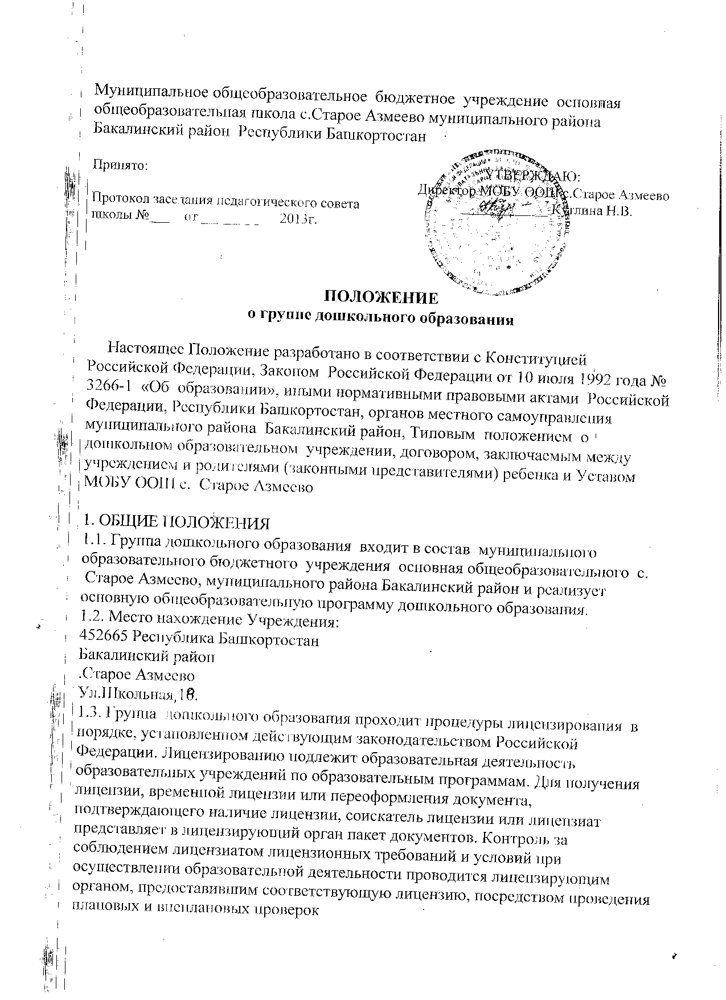 Муниципальное общеобразовательное бюджетное учреждение основная
общеобразовательная школа с.Старое Азмеево муниципального района
Бакалинский район Республики Башкортостан
Принято:
УТВЕРЖДАЮ:
Директор МОБУ ООШ с.Старое Азмеево
Протокол заседания педагогического совета
школы №___ от ________ 2013г.
Н.В.
ПОЛОЖЕНИЕ
о группе дошкольного образования
Настоящее Положение разработано в соответствии с Конституцией
Российской Федерации, Законом Российской Федерации от 10 июля 1992 года №
3266-1 «Об образовании», иными нормативными правовыми актами Российской
Федерации, Республики Башкортостан, органов местного самоуправления
муниципального района Бакалинский район, Типовым положением о
дошкольном образовательном учреждении, договором, заключаемым между
учреждением и родителями (законными представителями) ребенка и Уставом
МОБУ ООШ с. Старое Азмеево
1. ОБЩИЕ ПОЛОЖЕНИЯ
1.1. Группа дошкольного образования входит в состав муниципального
образовательного бюджетного учреждения основная общеобразовательного с.
Старое Азмеево, муниципального района Бакалинский район и реализует
основную общеобразовательную программу дошкольного образования.
1.2. Место нахождение Учреждения:
452665 Республика Башкортостан
Бакалинский район
.Старое Азмеево
Ул.Школьная,18.
1.3. Группа дошкольного образования проходит процедуры лицензирования в
порядке, установленном действующим законодательством Российской
Федерации. Лицензированию подлежит образовательная деятельность
образовательных учреждений по образовательным программам. Для получения
лицензии, временной лицензии или переоформления документа,
подтверждающего наличие лицензии, соискатель лицензии или лицензиат
представляет в лицензирующий орган пакет документов. Контроль за
соблюдением лицензиатом лицензионных требований и условий при
осуществлении образовательной деятельности проводится лицензирующим
органом, предоставившим соответствующую лицензию, посредством проведения
плановых и внеплановых проверок